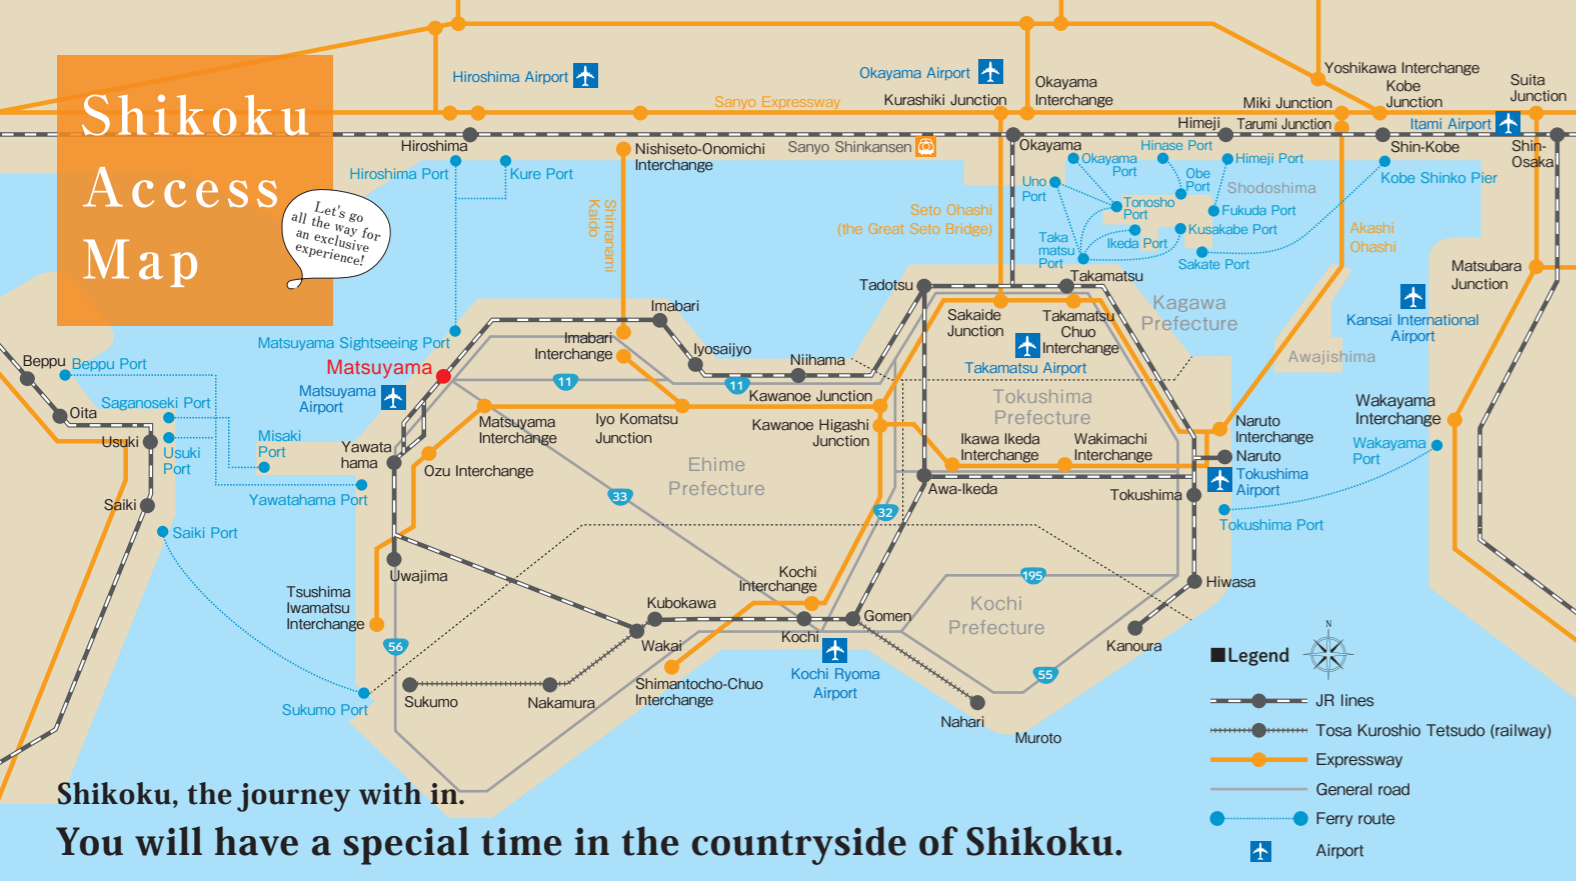 Shikoku
Access
Map
Let's go
all the way for
an exclusive
experience!
Hiroshima Airport
Okayama Airport
Okayama
Interchange
Yoshikawa Interchange
Kobe
Junction
Suita
Junction
Sanyo Expressway
Kurashiki Junction
Miki Junction
Himeji
Tarumi Junction
Itami Airport
Hiroshima
Nishiseto-Onomichi
Interchange
Sanyo Shinkansen
Okayama
Shin-Kobe
Shin-
Osaka
Hiroshima Port
Kure Port
Okayama
Port
Hinase Port
Himeji Port
Kobe Shinko Pier
Uno
Port
Obe
Port
Shodoshima
Shimanami
Kaido
Seto Ohashi
(the Great Seto Bridge)
Tonosho
Port
Fukuda Port
Taka
matsu
Port
Ikeda Port
Kusakabe Port
Sakate Port
Akashi
Ohashi
Matsubara
Junction
Tadotsu
Takamatsu
Kagawa
Prefecture
Kansai International
Airport
Imabari
Matsuyama Sightseeing Port
Imabari
Interchange
Iyosaijyo
Niihama
Sakaide
Junction
Takamatsu
Chuo
Interchange
Takamatsu Airport
Awajishima
Beppu
Beppu Port
Matsuyama
Matsuyama
Airport
11
11
Kawanoe Junction
Tokushima
Prefecture
Wakayama
Interchange
Oita
Saganoseki Port
Usuki
Usuki
Port
Misaki
Port
Yawata
hama
Matsuyama
Interchange
Iyo Komatsu
Junction
Kawanoe Higashi
Junction
Ikawa Ikeda
Interchange
Wakimachi
Interchange
Naruto
Interchange
Naruto
Wakayama
Port
Ozu Interchange
Ehime
Prefecture
Tokushima
Airport
Saiki
Yawatahama Port
33
32
Awa-Ikeda
Tokushima
Tokushima Port
Saiki Port
Uwajima
Kochi
Interchange
195
Hiwasa
Tsushima
Iwamatsu
Interchange
Kubokawa
Gomen
Kochi
Prefecture
56
Wakai
Kochi
Kanoura
Legend
Kochi Ryoma
Airport
55
N
Shimantocho-Chuo
Interchange
Sukumo Port
Sukumo
Nakamura
Nahari
Muroto
JR lines
Tosa Kuroshio Tetsudo (railway)
Expressway
General road
Ferry route
Airport
Shikoku, the journey with in.
You will have a special time in the countryside of Shikoku.